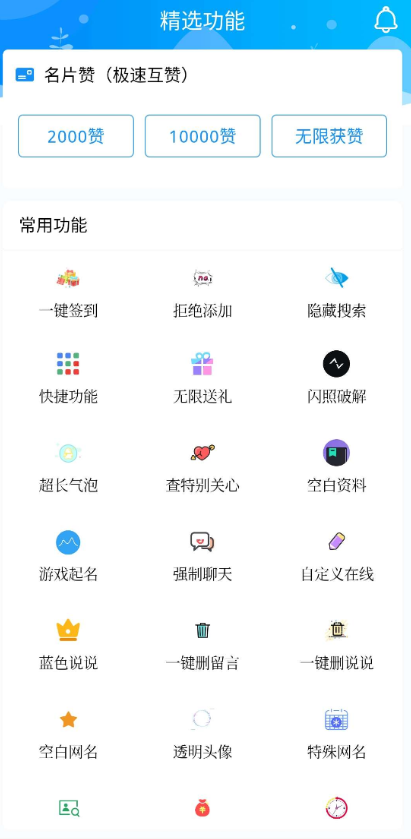 精选功能
名片赞（极速互赞）
2000赞 10000赞 无限获赞
常用功能
一键签到 拒绝添加 隐藏搜索
快捷功能 无限送礼 闪照破解
超长气泡 查特别关心 空白资料
游戏起名 强制聊天 自定义在线
蓝色说说 一键删留言 一键删说说
空白网名 透明头像 特殊网名